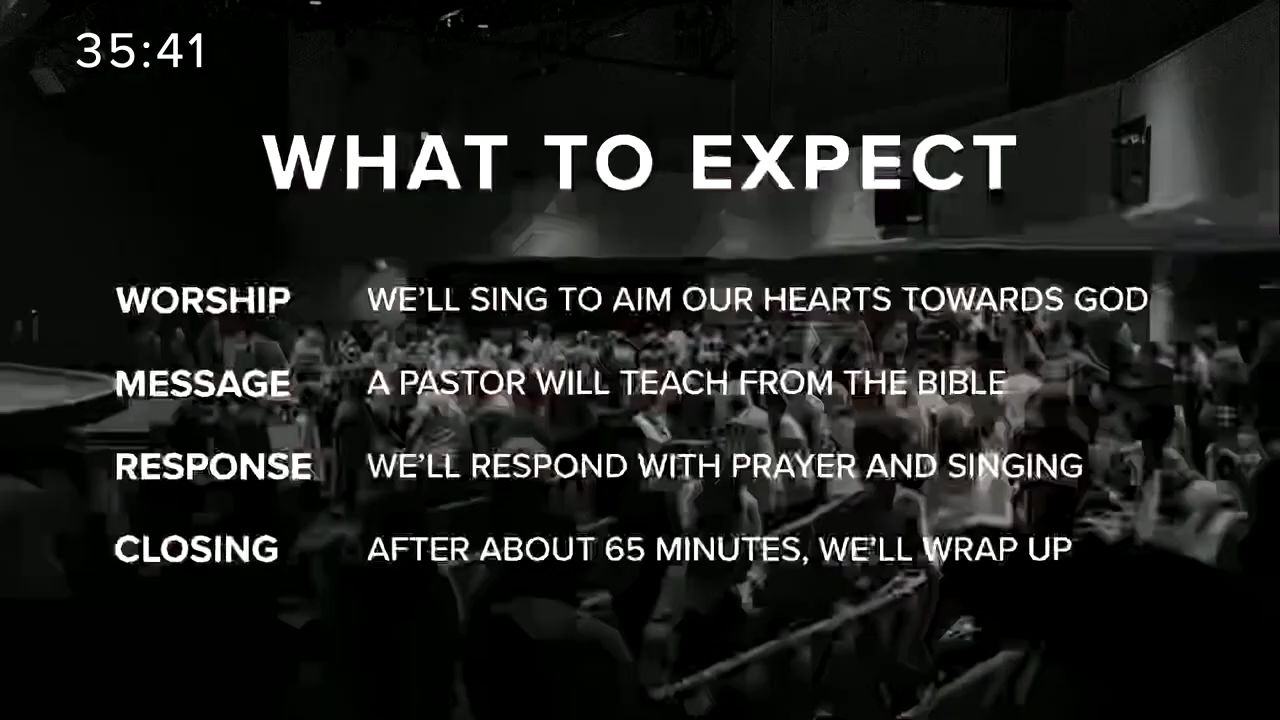 35:41
WHAT TO EXPECT
WORSHIP WE’LL SING TO AIM OUR HEARTS TOWARDS GOD
MESSAGE A PASTOR WILL TEACH FROM THE BIBLE
RESPONSE WE’LL RESPOND WITH PRAYER AND SINGING
CLOSING AFTER ABOUT 65 MINUTES, WE’LL WRAP UP